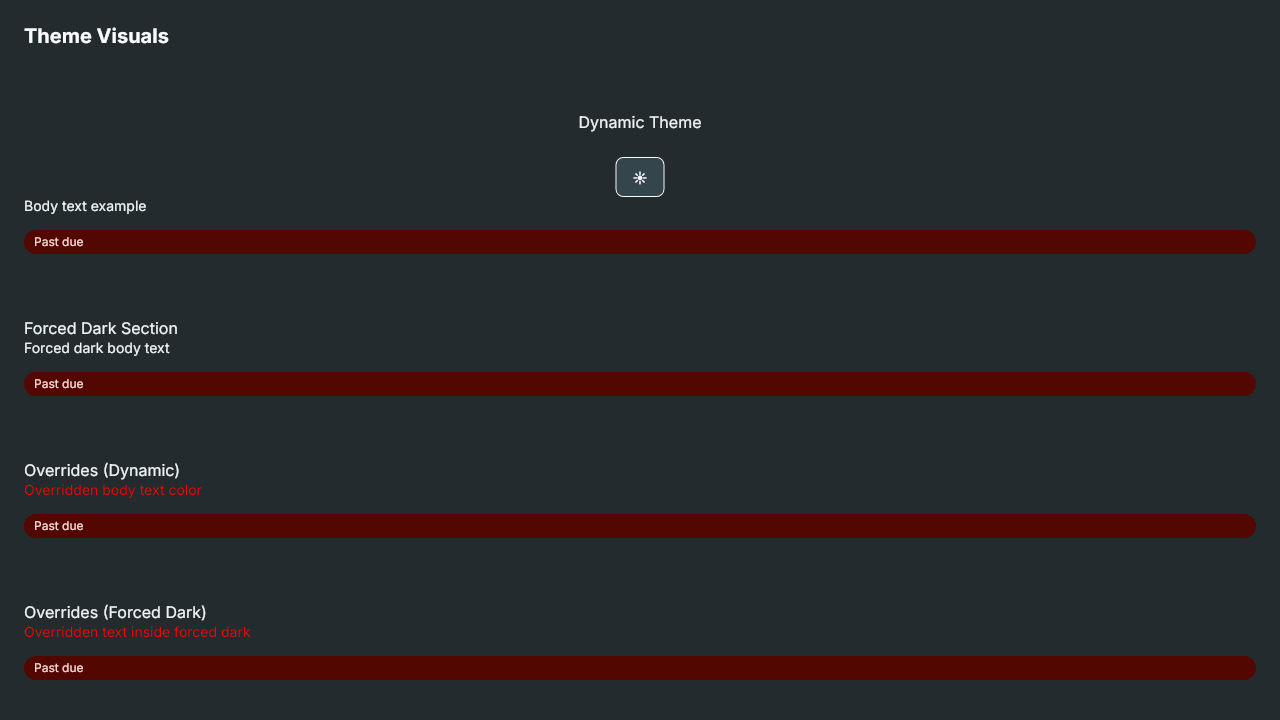 Theme Visuals
Dynamic Theme
Body text example
Past due
Forced Dark Section
Forced dark body text
Past due
Overrides (Dynamic)
Overridden body text color
Past due
Overrides (Forced Dark)
Overridden text inside forced dark
Past due